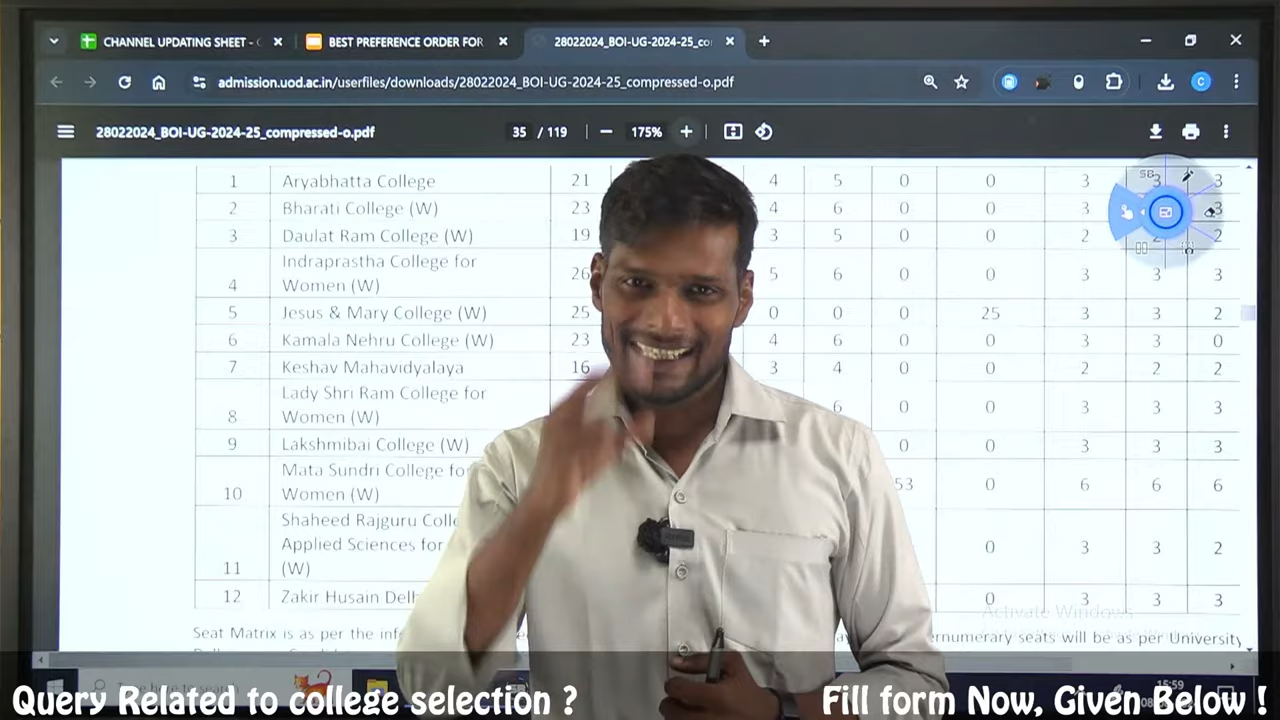 CHANNEL UPDATING SHEET -
BEST PREFERENCE ORDER FOR
28022024_BOI-UG-2024-25_co
admission.uod.ac.in/userfiles/downloads/28022024_BOI-UG-2024-25_compressed-o.pdf
28022024_BOI-UG-2024-25_compressed-o.pdf 35 / 119 175%
1 Aryabhatta College 21 4 5 0 0 3 3 3
2 Bharati College (W) 23 4 6 0 0 3 3
3 Daulat Ram College (W) 19 3 5 0 0 2 2 2
Indraprastha College for
4 Women (W) 26 5 6 0 0 3 3 3
5 Jesus & Mary College (W) 25 0 0 0 25 3 3 2
6 Kamala Nehru College (W) 23 4 6 0 0 3 3 0
7 Keshav Mahavidyalaya 16 3 4 0 0 2 2 2
Lady Shri Ram College for
8 Women (W) 6 0 0 3 3 3
9 Lakshmibai College (W) 0 0 3 3 3
Mata Sundri College for
10 Women (W) 53 0 6 6 6
Shaheed Rajguru Colle
Applied Sciences for 0 3 3 2
11 (W)
12 Zakir Husain Delh 0 3 3 3
Activate Windows
Seat Matrix is as per the inf ernumerary seats will be as per University
Type here to search
15:59
Query Related to college selection ? Fill form Now, Given Below !